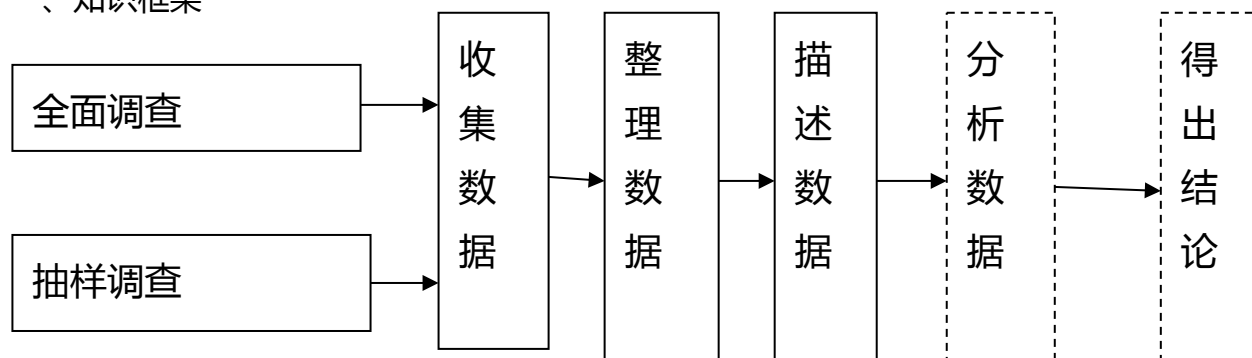 、知识框架
全面调查
抽样调查
收集数据
整理数据
描述数据
分析数据
得出结论